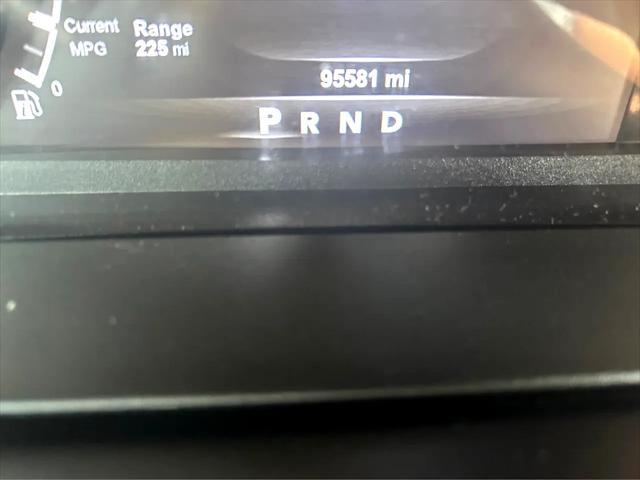 Current Range
MPG 225 mi
0
95581 mi
P R N D